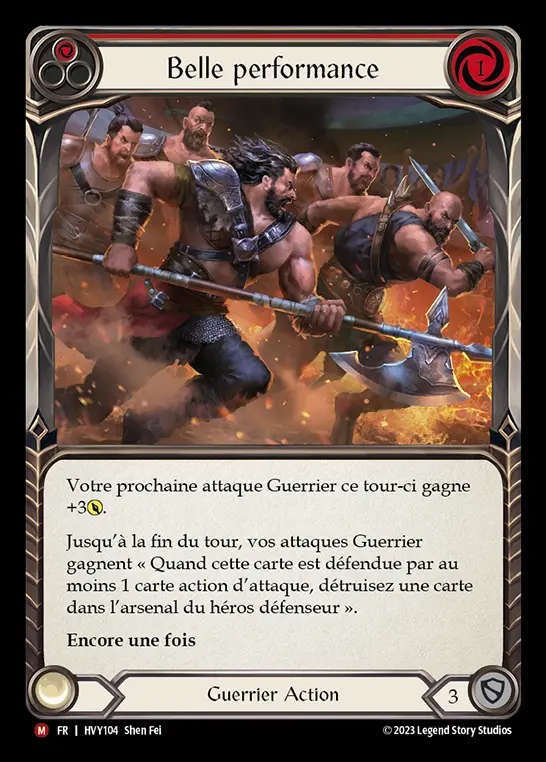 Belle performance
1
Votre prochaine attaque Guerrier ce tour-ci gagne
+3.
Jusqu'à la fin du tour, vos attaques Guerrier
gagnent « Quand cette carte est défendue par au
moins 1 carte action d'attaque, détruisez une carte
dans l'arsenal du héros défenseur ».
Encore une fois
Guerrier Action
3
M FR | HVY104 Shen Fei
© 2023 Legend Story Studios